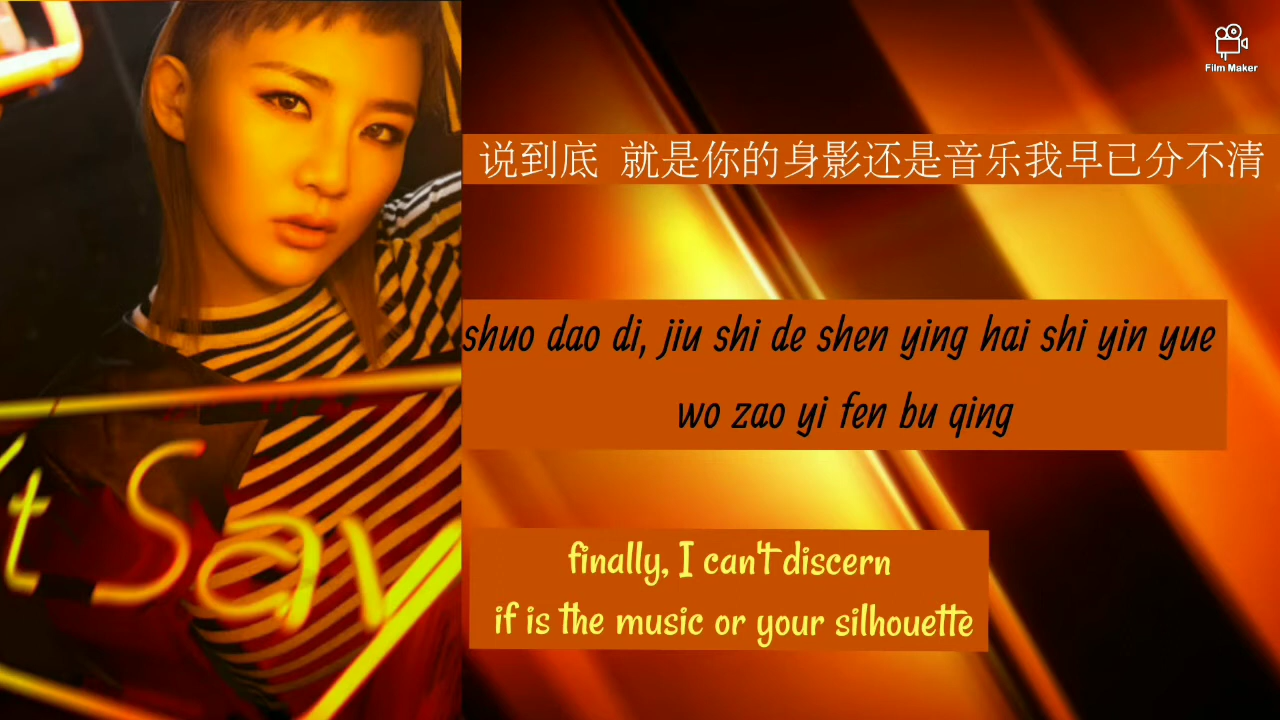 Film Maker
说到底 就是你的身影还是音乐我早已分不清
shuo dao di, jiu shi de shen ying hai shi yin yue
wo zao yi fen bu qing
finally, I can't discern
if is the music or your silhouette
't Say